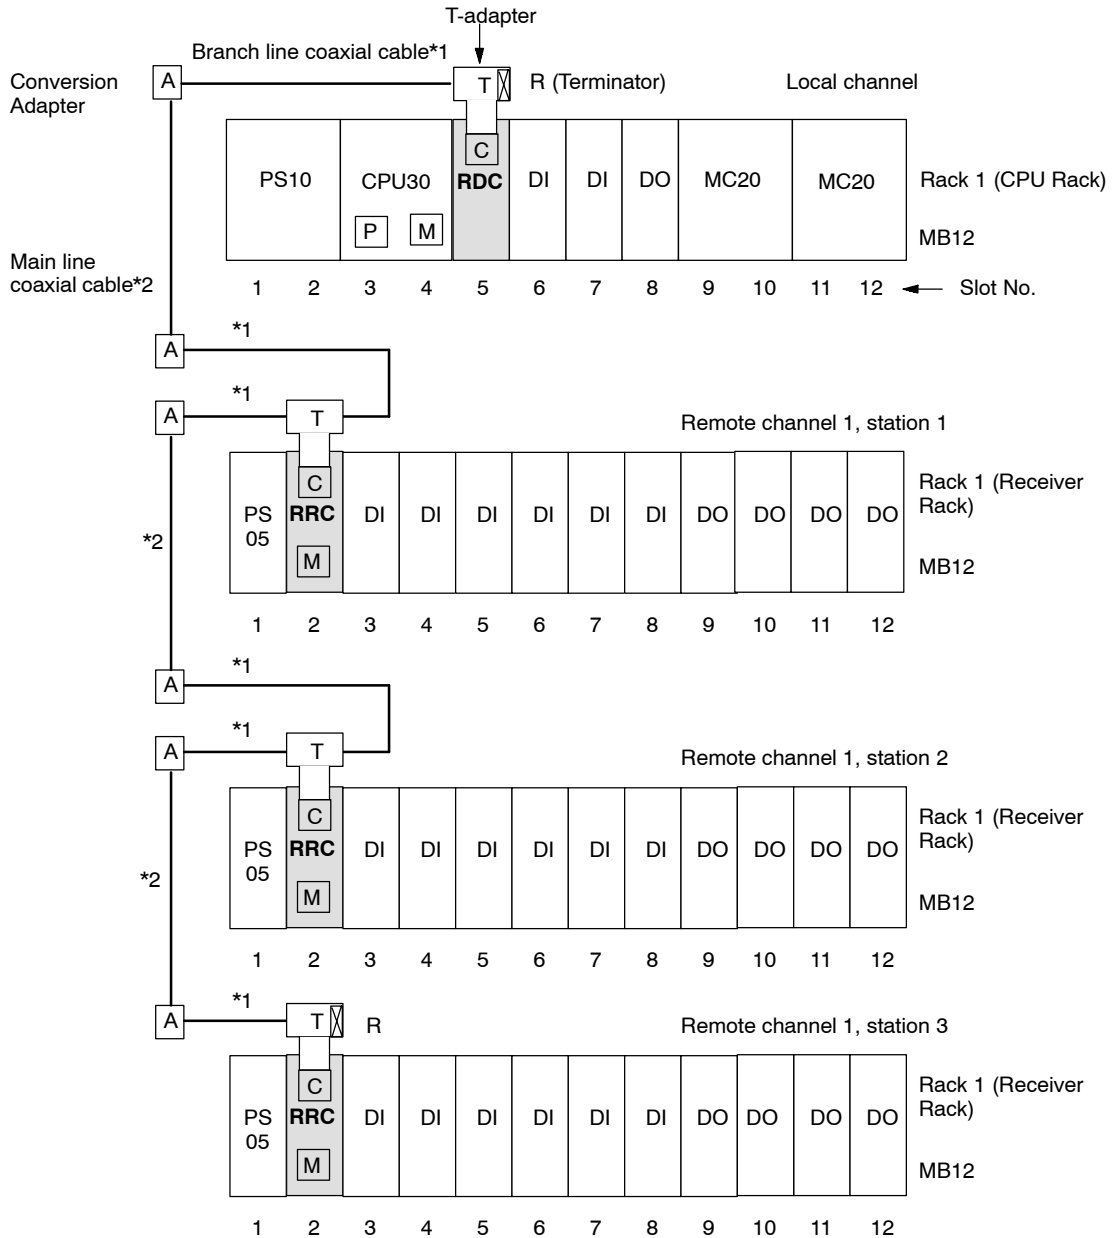 T-adapter
Branch line coaxial cable*1
Conversion
Adapter
A
T
R (Terminator)
Local channel
C
PS10
CPU30
RDC
DI
DI
DO
MC20
MC20
Rack 1 (CPU Rack)
P
M
MB12
Main line
coaxial cable*2
1 2 3 4 5 6 7 8 9 10 11 12
Slot No.
*1
A
*1
A
T
Remote channel 1, station 1
C
Rack 1 (Receiver
Rack)
PS
05
RRC
DI DI DI DI DI DI DO DO DO DO
*2
M
MB12
1 2 3 4 5 6 7 8 9 10 11 12
*1
A
*1
A
T
Remote channel 1, station 2
C
Rack 1 (Receiver
Rack)
PS
05
RRC
DI DI DI DI DI DI DO DO DO DO
*2
M
MB12
1 2 3 4 5 6 7 8 9 10 11 12
*1
A
T
R
Remote channel 1, station 3
C
Rack 1 (Receiver
Rack)
PS
05
RRC
DI DI DI DI DI DI DO DO DO DO
M
MB12
1 2 3 4 5 6 7 8 9 10 11 12